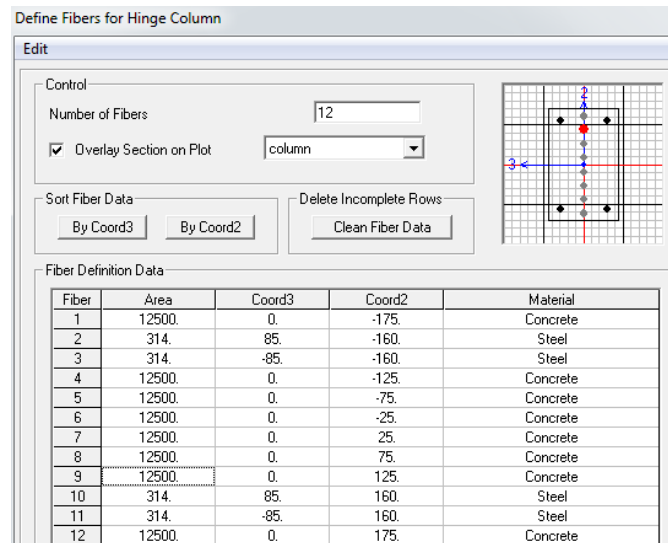 Define Fibers for Hinge Column
Edit
Control
Number of Fibers 12
Overlay Section on Plot column
2
3
Sort Fiber Data
By Coord3 By Coord2
Delete Incomplete Rows
Clean Fiber Data
Fiber Definition Data
Fiber Area Coord3 Coord2 Material
1 12500. 0. -175. Concrete
2 314. 85. -160. Steel
3 314. -85. -160. Steel
4 12500. 0. -125. Concrete
5 12500. 0. -75. Concrete
6 12500. 0. -25. Concrete
7 12500. 0. 25. Concrete
8 12500. 0. 75. Concrete
9 12500. 0. 125. Concrete
10 314. 85. 160. Steel
11 314. -85. 160. Steel
12 12500. 0. 175. Concrete